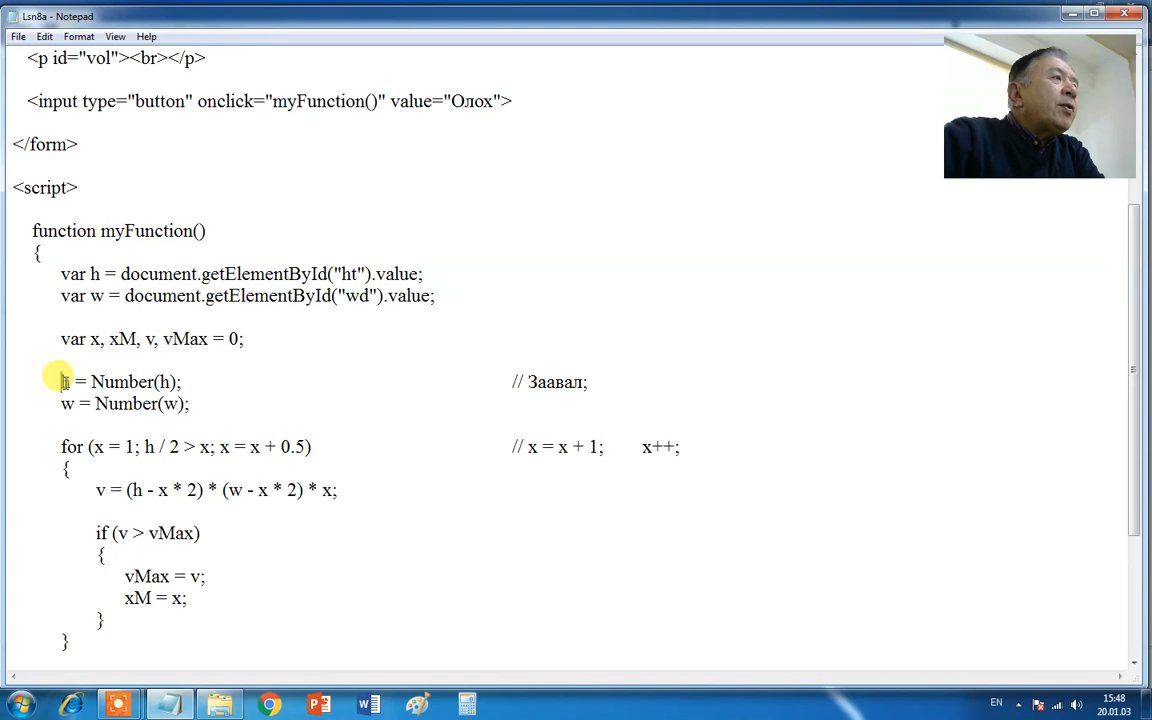 Lsn8a - Notepad
File Edit Format View Help
<p id="vol"><br></p>
<input type="button" onclick="myFunction()" value="Олох">
</form>
<script>
function myFunction()
{
var h = document.getElementById("ht").value;
var w = document.getElementById("wd").value;
var x, xM, v, vMax = 0;
h = Number(h); // Заавал;
w = Number(w);
for (x = 1; h / 2 > x; x = x + 0.5) // x = x + 1; x++;
{
v = (h - x * 2) * (w - x * 2) * x;
if (v > vMax)
{
vMax = v;
xM = x;
}
}
EN 15:48
20.01.03